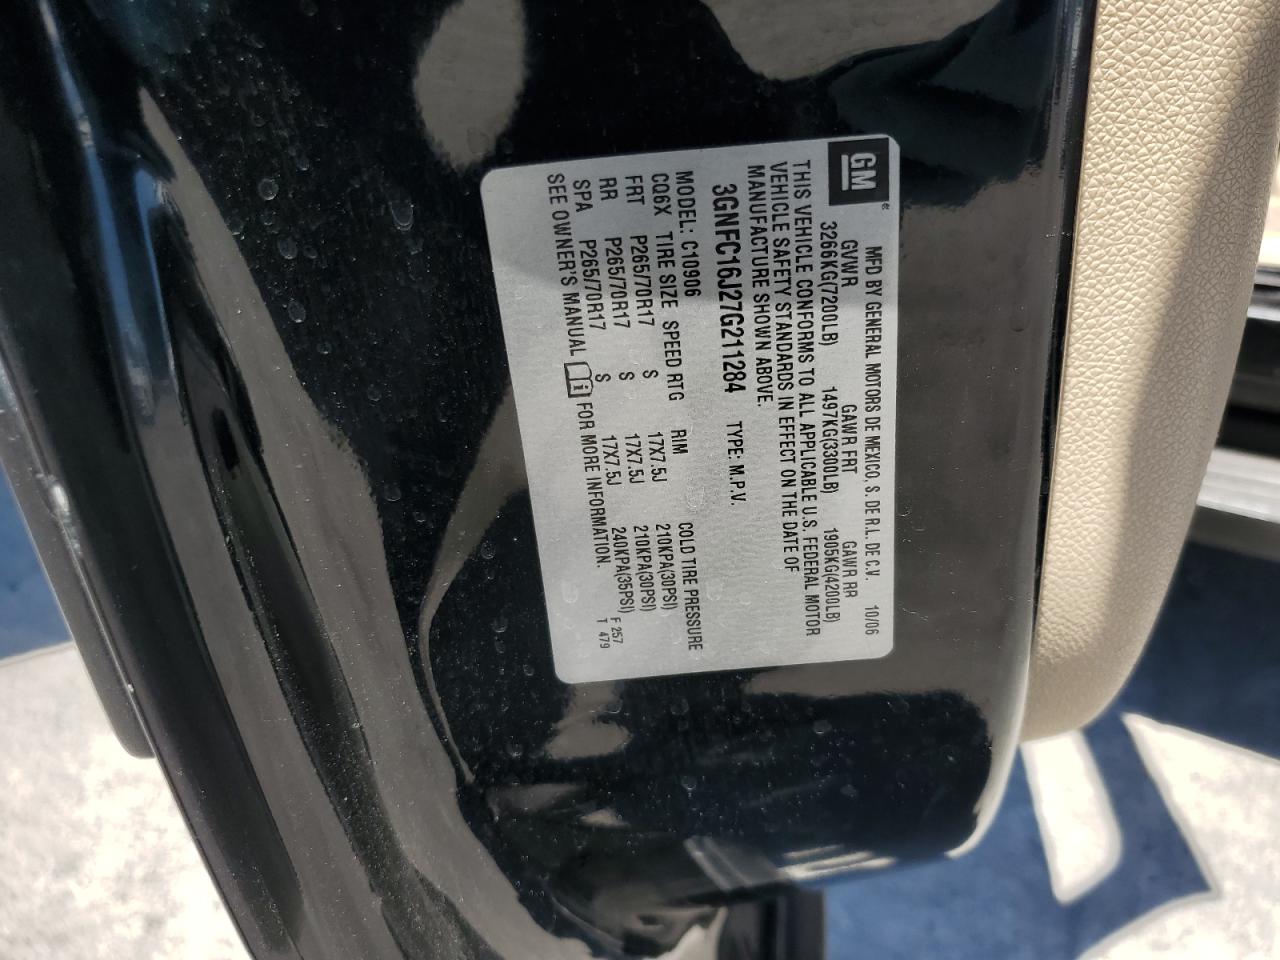 GM ®
MFD BY GENERAL MOTORS DE MEXICO, S. DE R.L. DE C.V. 10/06
GVWR GAWR FRT GAWR RR
3266KG(7200LB) 1497KG(3300LB) 1905KG(4200LB)
THIS VEHICLE CONFORMS TO ALL APPLICABLE U.S. FEDERAL MOTOR
VEHICLE SAFETY STANDARDS IN EFFECT ON THE DATE OF
MANUFACTURE SHOWN ABOVE.
3GNFC16J27G211284 TYPE: M.P.V.
MODEL: C10906
CQ6X TIRE SIZE SPEED RTG RIM COLD TIRE PRESSURE
FRT P265/70R17 S 17X7.5J 210KPA(30PSI)
RR P265/70R17 S 17X7.5J 210KPA(30PSI)
SPA P265/70R17 S 17X7.5J 240KPA(35PSI) F 257
SEE OWNER'S MANUAL i FOR MORE INFORMATION. T 479